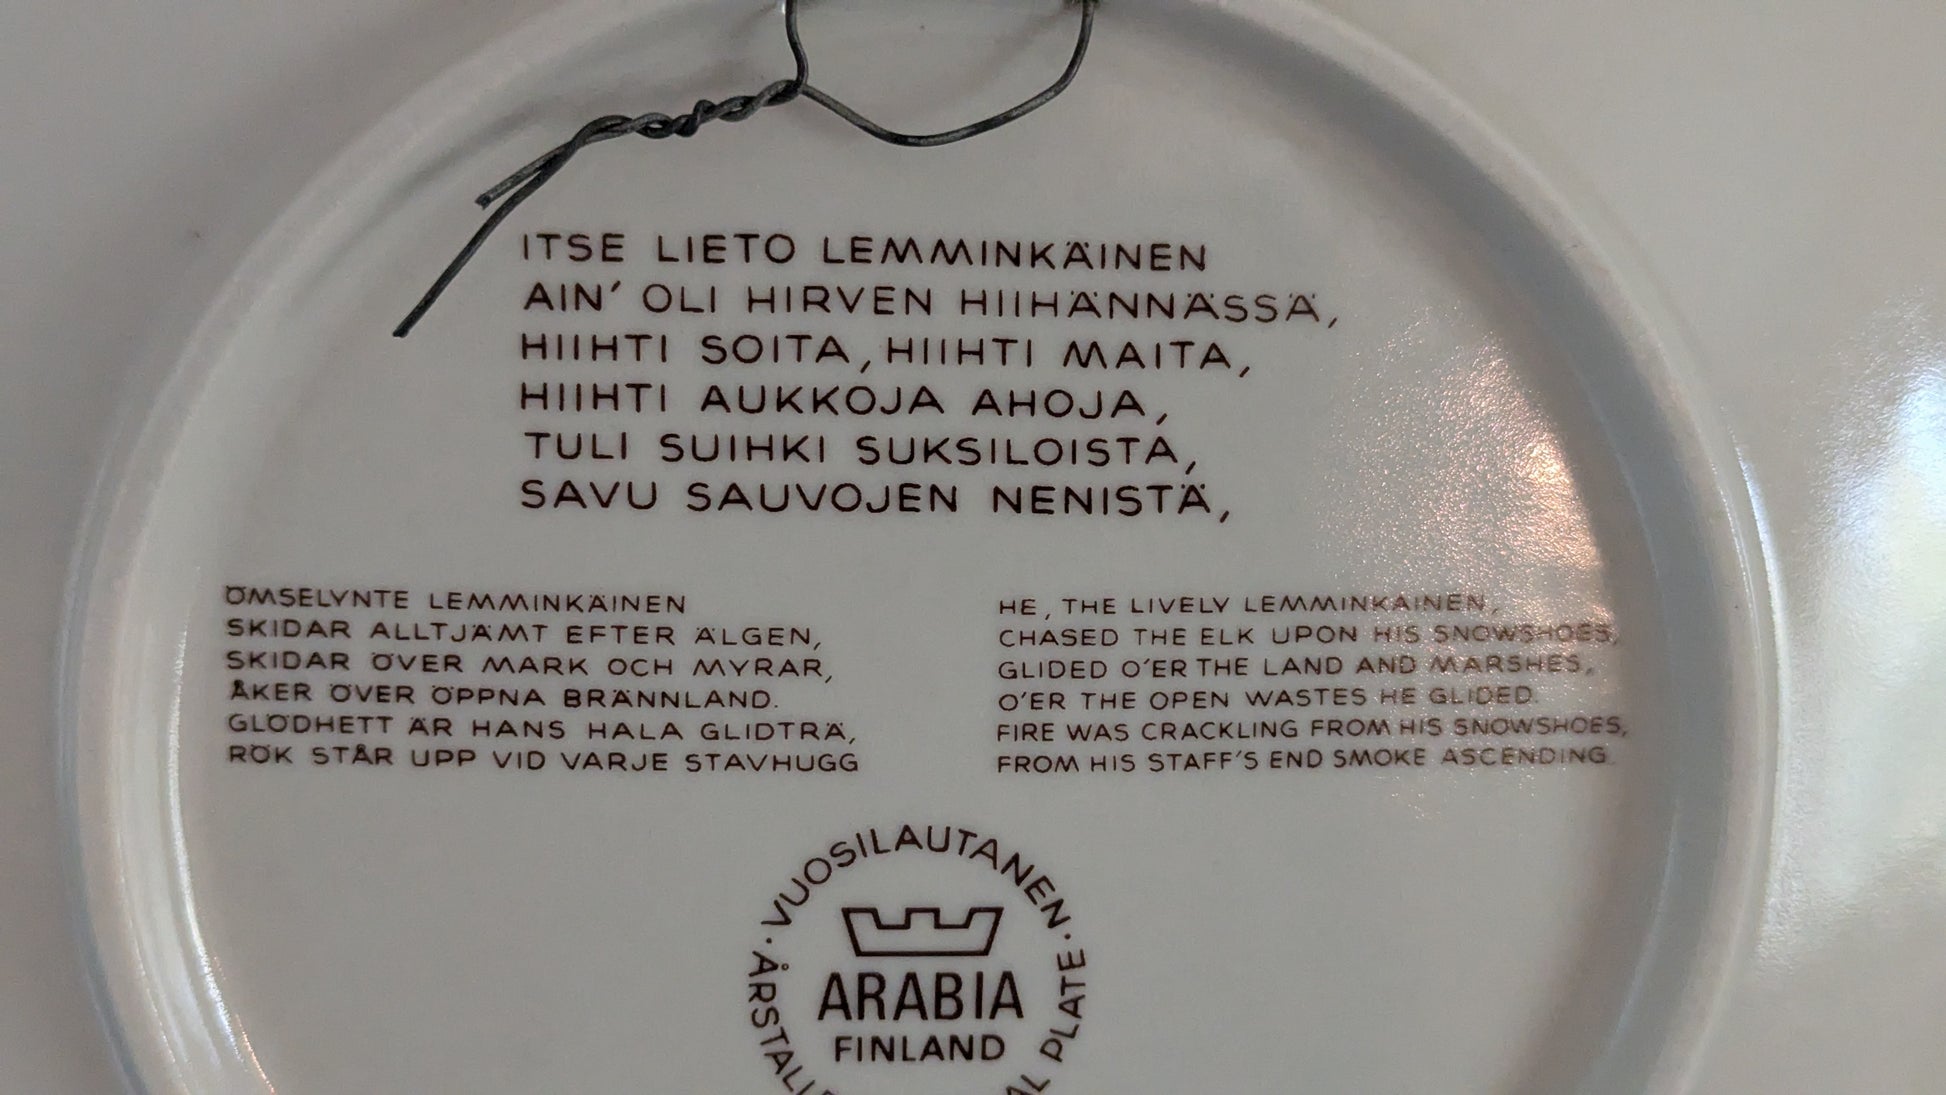 ITSE LIETO LEMMINKÄINEN
AIN' OLI HIRVEN HIIHÄNNÄSSÄ,
HIIHTI SOITA, HIIHTI MAITA,
HIIHTI AUKKOJA AHOJA,
TULI SUIHKI SUKSILOISTA,
SAVU SAUVOJEN NENISTÄ,
ÖMSELYNTE LEMMINKÄINEN
SKIDAR ALLTJÄMT EFTER ÄLGEN,
SKIDAR ÖVER MARK OCH MYRAR,
ÅKER ÖVER ÖPPNA BRÄNNLAND.
GLÖDHETT ÄR HANS HALA GLIDTRÄ,
RÖK STÅR UPP VID VARJE STAVHUGG
HE, THE LIVELY LEMMINKÄINEN,
CHASED THE ELK UPON HIS SNOWSHOES,
GLIDED O'ER THE LAND AND MARSHES,
O'ER THE OPEN WASTES HE GLIDED.
FIRE WAS CRACKLING FROM HIS SNOWSHOES,
FROM HIS STAFF'S END SMOKE ASCENDING.
VUOSILAUTANEN
PLATE
ARABIA
FINLAND